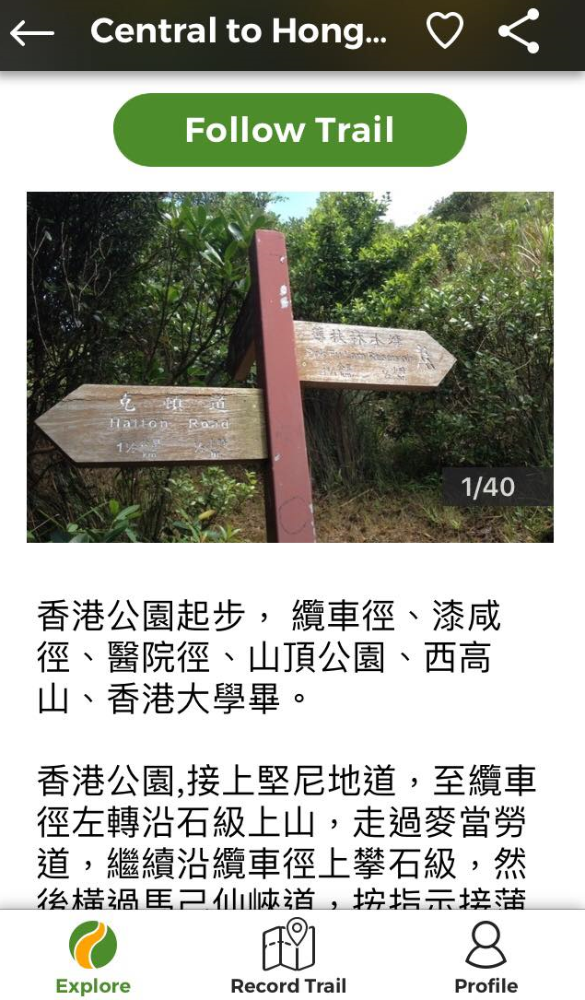 Central to Hong...
Follow Trail
薄扶林水塘
克頓道
Hatton Road
1/40
香港公園起步， 纜車徑、漆咸
徑、醫院徑、山頂公園、西高
山、香港大學畢。
香港公園,接上堅尼地道，至纜車
徑左轉沿石級上山，走過麥當勞
道，繼續沿纜車徑上攀石級，然
後橫過馬己仙峽道，按指示接薄
Explore
Record Trail
Profile